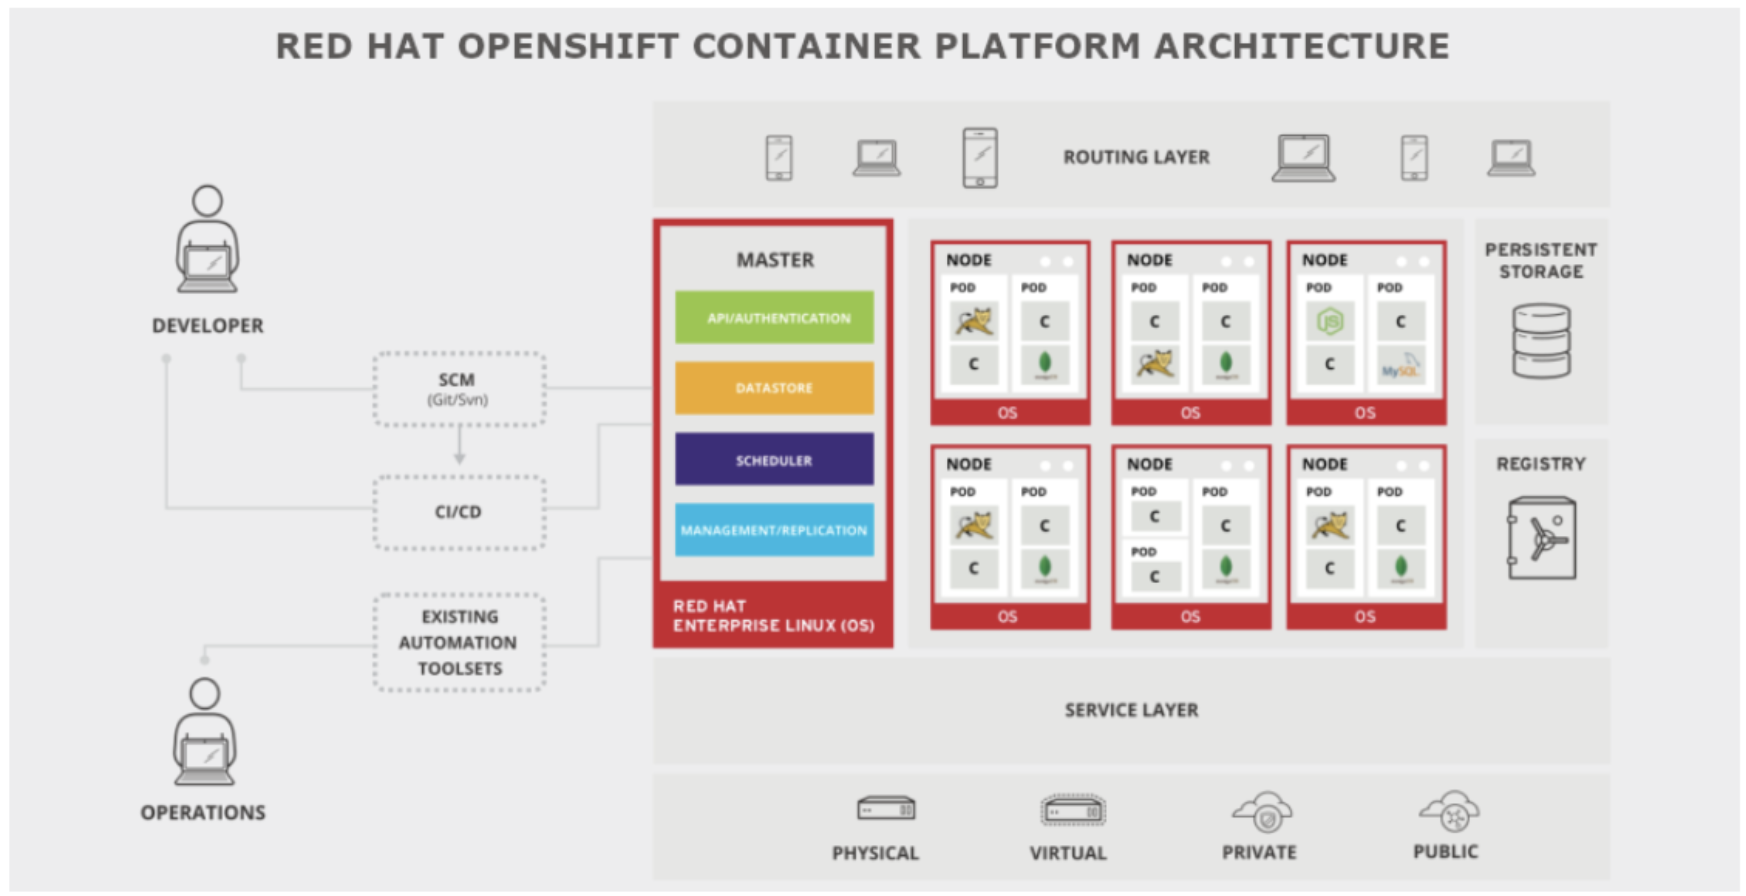 RED HAT OPENSHIFT CONTAINER PLATFORM ARCHITECTURE
ROUTING LAYER
DEVELOPER
SCM
(Git/Svn)
CI/CD
EXISTING
AUTOMATION
TOOLSETS
OPERATIONS
MASTER
API/AUTHENTICATION
DATASTORE
SCHEDULER
MANAGEMENT/REPLICATION
RED HAT
ENTERPRISE LINUX (OS)
NODE
POD
C
POD
C
OS
NODE
POD
C
POD
C
OS
NODE
POD
JS
C
POD
C
MySQL
OS
NODE
POD
C
POD
C
OS
NODE
POD
C
POD
C
POD
C
OS
NODE
POD
C
POD
C
OS
PERSISTENT
STORAGE
REGISTRY
SERVICE LAYER
PHYSICAL
VIRTUAL
PRIVATE
PUBLIC